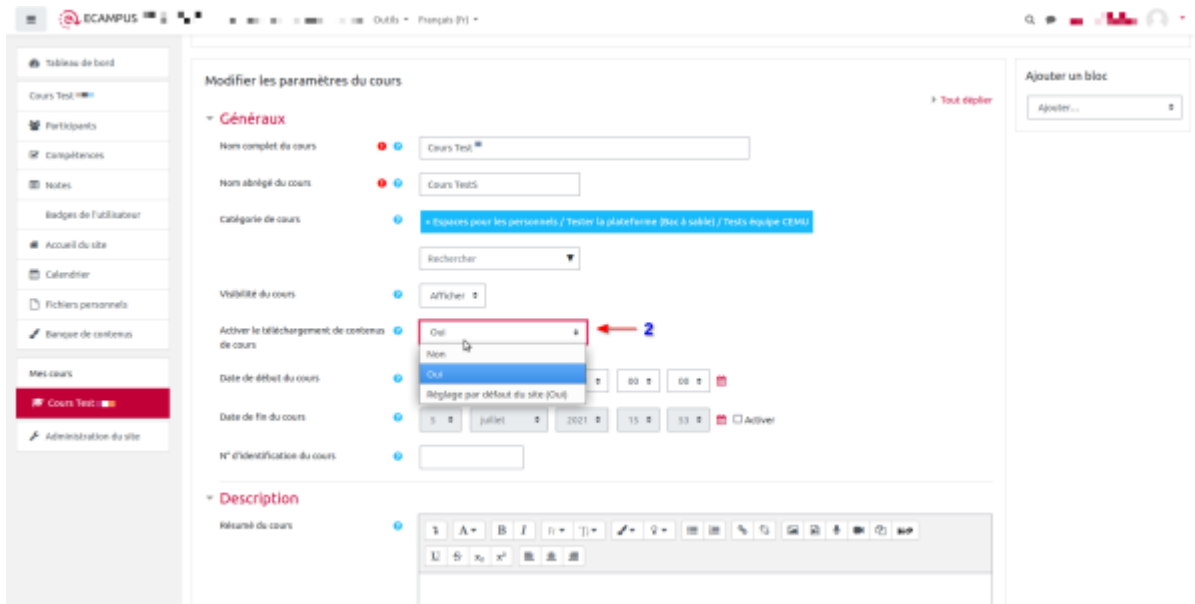 ECAMPUS
Outils
Français (fr)
Tableau de bord
Cours Test
Participants
Compétences
Notes
Badges de l'utilisateur
Accueil du site
Calendrier
Fichiers personnels
Banque de contenus
Mes cours
Cours Test
Administration du site
Modifier les paramètres du cours
Tout déplier
Généraux
Nom complet du cours
Cours Test
Nom abrégé du cours
Cours TestS
Catégorie de cours
× Espaces pour les personnels / Tester la plateforme (Bac à sable) / Tests équipe CEMU
Rechercher
Visibilité du cours
Afficher
Activer le téléchargement de contenus
de cours
Oui
2
Non
Oui
Réglage par défaut du site (Oui)
Date de début du cours
00 00
Date de fin du cours
5 juillet 2021 15 53 Activer
N° d'identification du cours
Description
Résumé du cours
Ajouter un bloc
Ajouter...